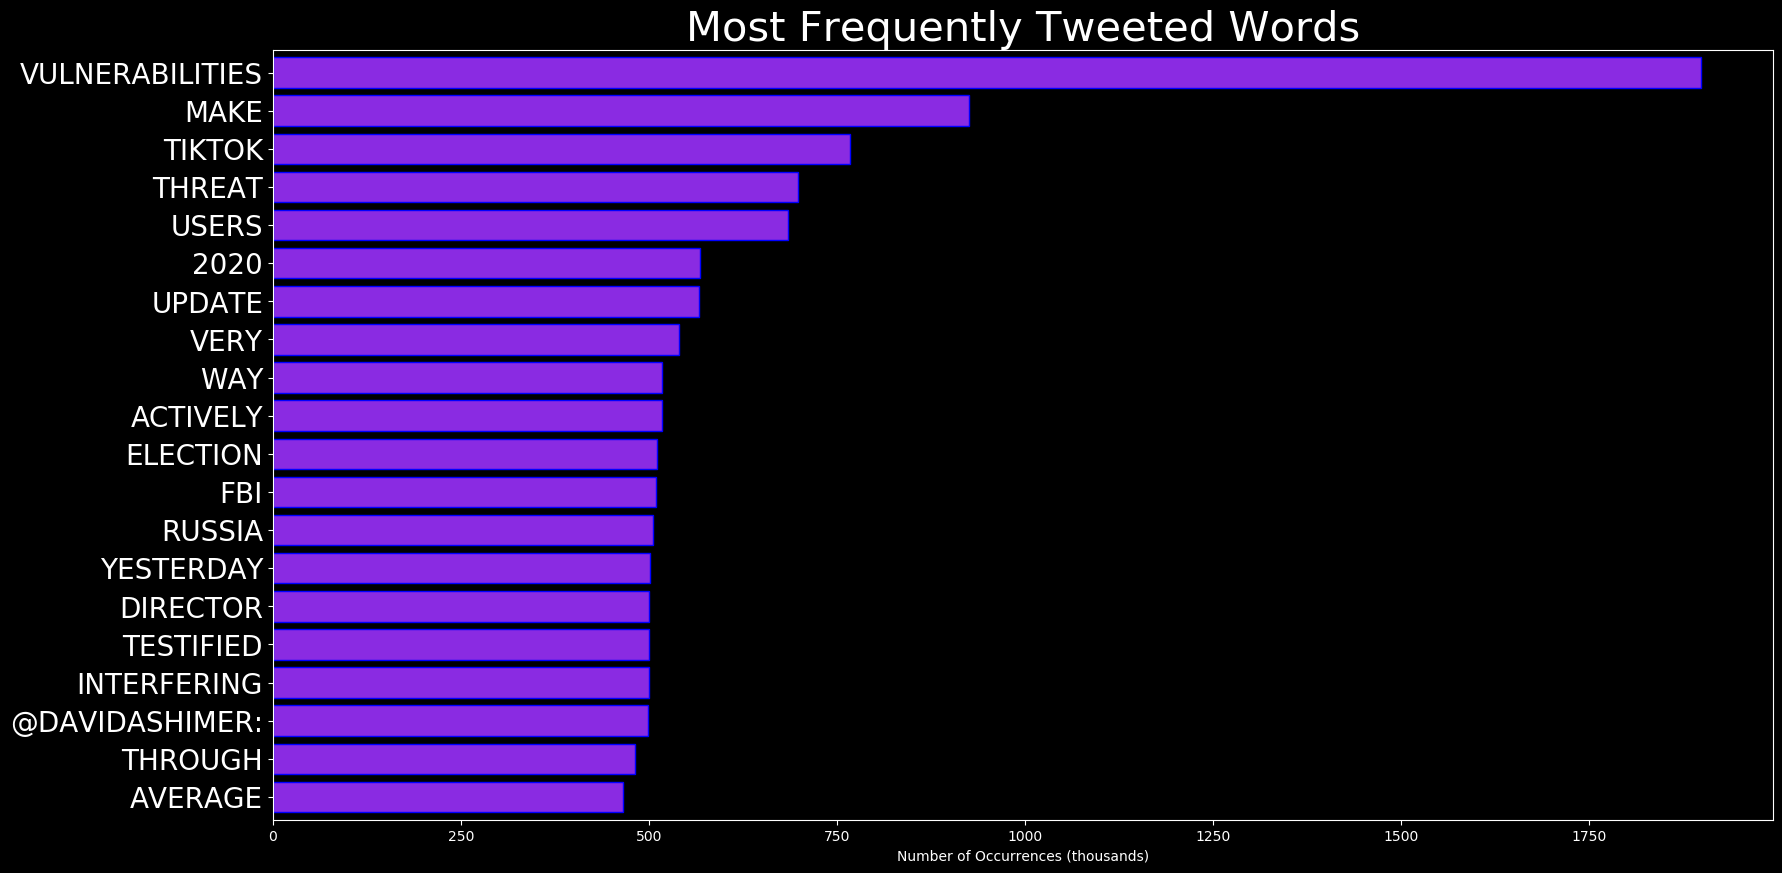 Most Frequently Tweeted Words
VULNERABILITIES
MAKE
TIKTOK
THREAT
USERS
2020
UPDATE
VERY
WAY
ACTIVELY
ELECTION
FBI
RUSSIA
YESTERDAY
DIRECTOR
TESTIFIED
INTERFERING
@DAVIDASHIMER:
THROUGH
AVERAGE
0 250 500 750 1000 1250 1500 1750
Number of Occurrences (thousands)